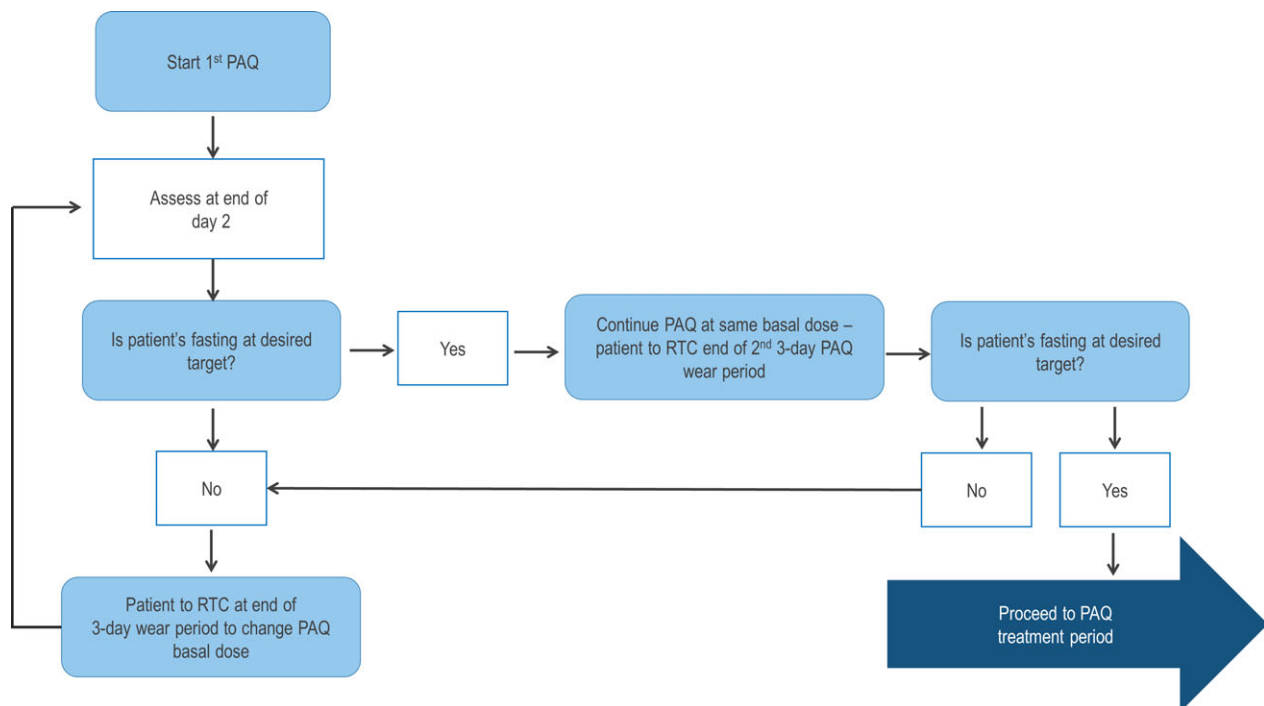 Start 1st PAQ
Assess at end of
day 2
Is patient's fasting at desired
target?
Yes
Continue PAQ at same basal dose –
patient to RTC end of 2nd 3-day PAQ
wear period
Is patient's fasting at desired
target?
No
No
Yes
Patient to RTC at end of
3-day wear period to change PAQ
basal dose
Proceed to PAQ
treatment period